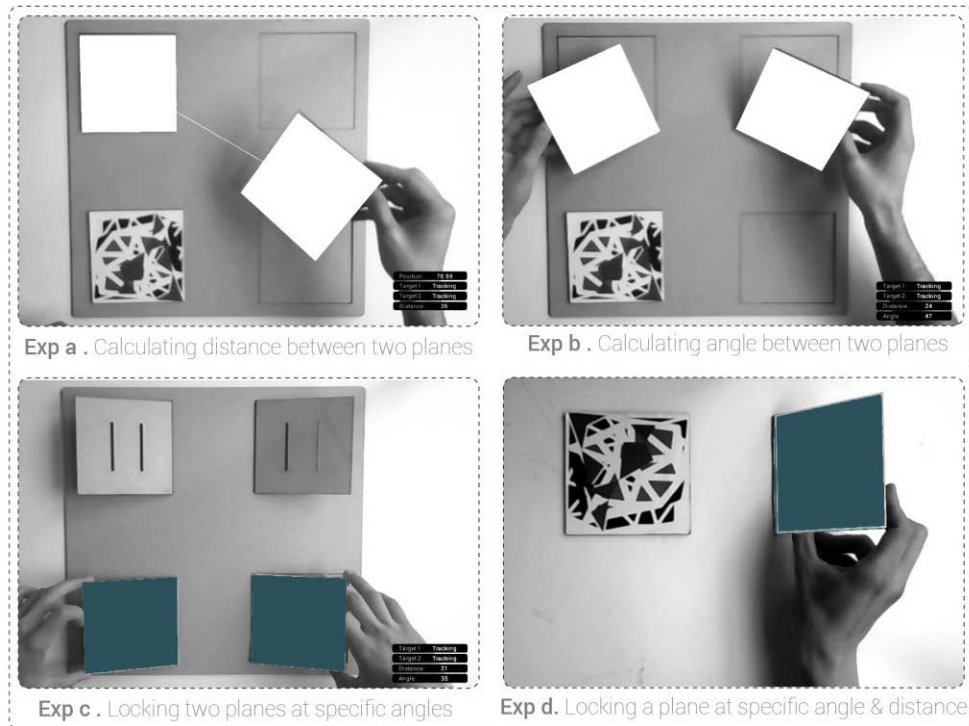 Position 78.59
Target 1 Tracking
Target 2 Tracking
Distance 26
Target 1 Tracking
Target 2 Tracking
Distance 24
Angle 47
Exp a . Calculating distance between two planes
Exp b . Calculating angle between two planes
Target 1 Tracking
Target 2 Tracking
Distance 21
Angle 35
Exp c . Locking two planes at specific angles
Exp d. Locking a plane at specific angle & distance